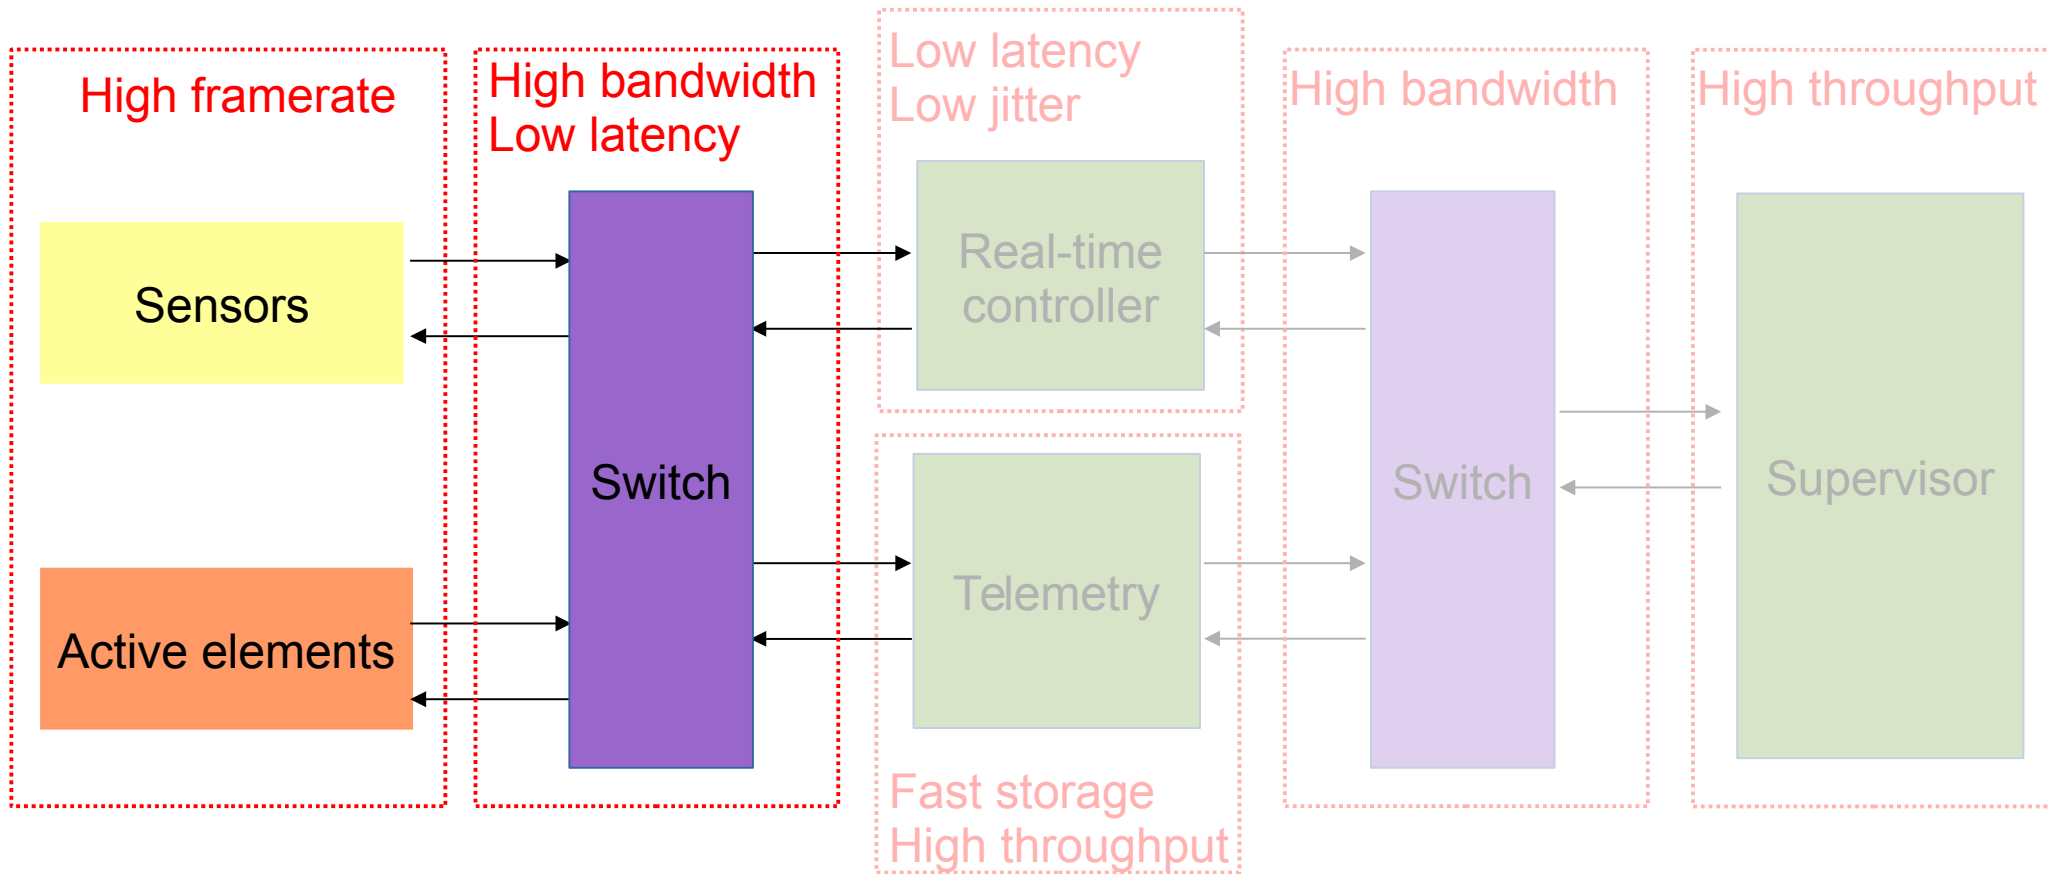 High framerate
High bandwidth
Low latency
Low latency
Low jitter
High bandwidth
High throughput
Sensors
Active elements
Switch
Real-time
controller
Telemetry
Fast storage
High throughput
Switch
Supervisor